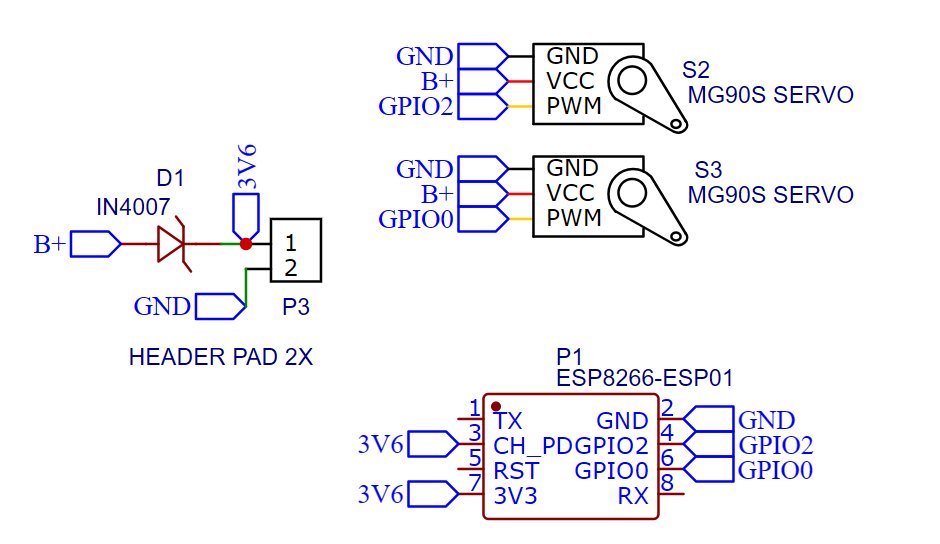 GND
B+
GPIO2
GND
VCC
PWM
S2
MG90S SERVO
GND
B+
GPIO0
GND
VCC
PWM
S3
MG90S SERVO
D1
IN4007
3V6
B+
1
2
GND
P3
HEADER PAD 2X
P1
ESP8266-ESP01
1 TX GND 2 GND
3V6 3 CH_PD GPIO2 4 GPIO2
5 RST GPIO0 6 GPIO0
3V6 7 3V3 RX 8